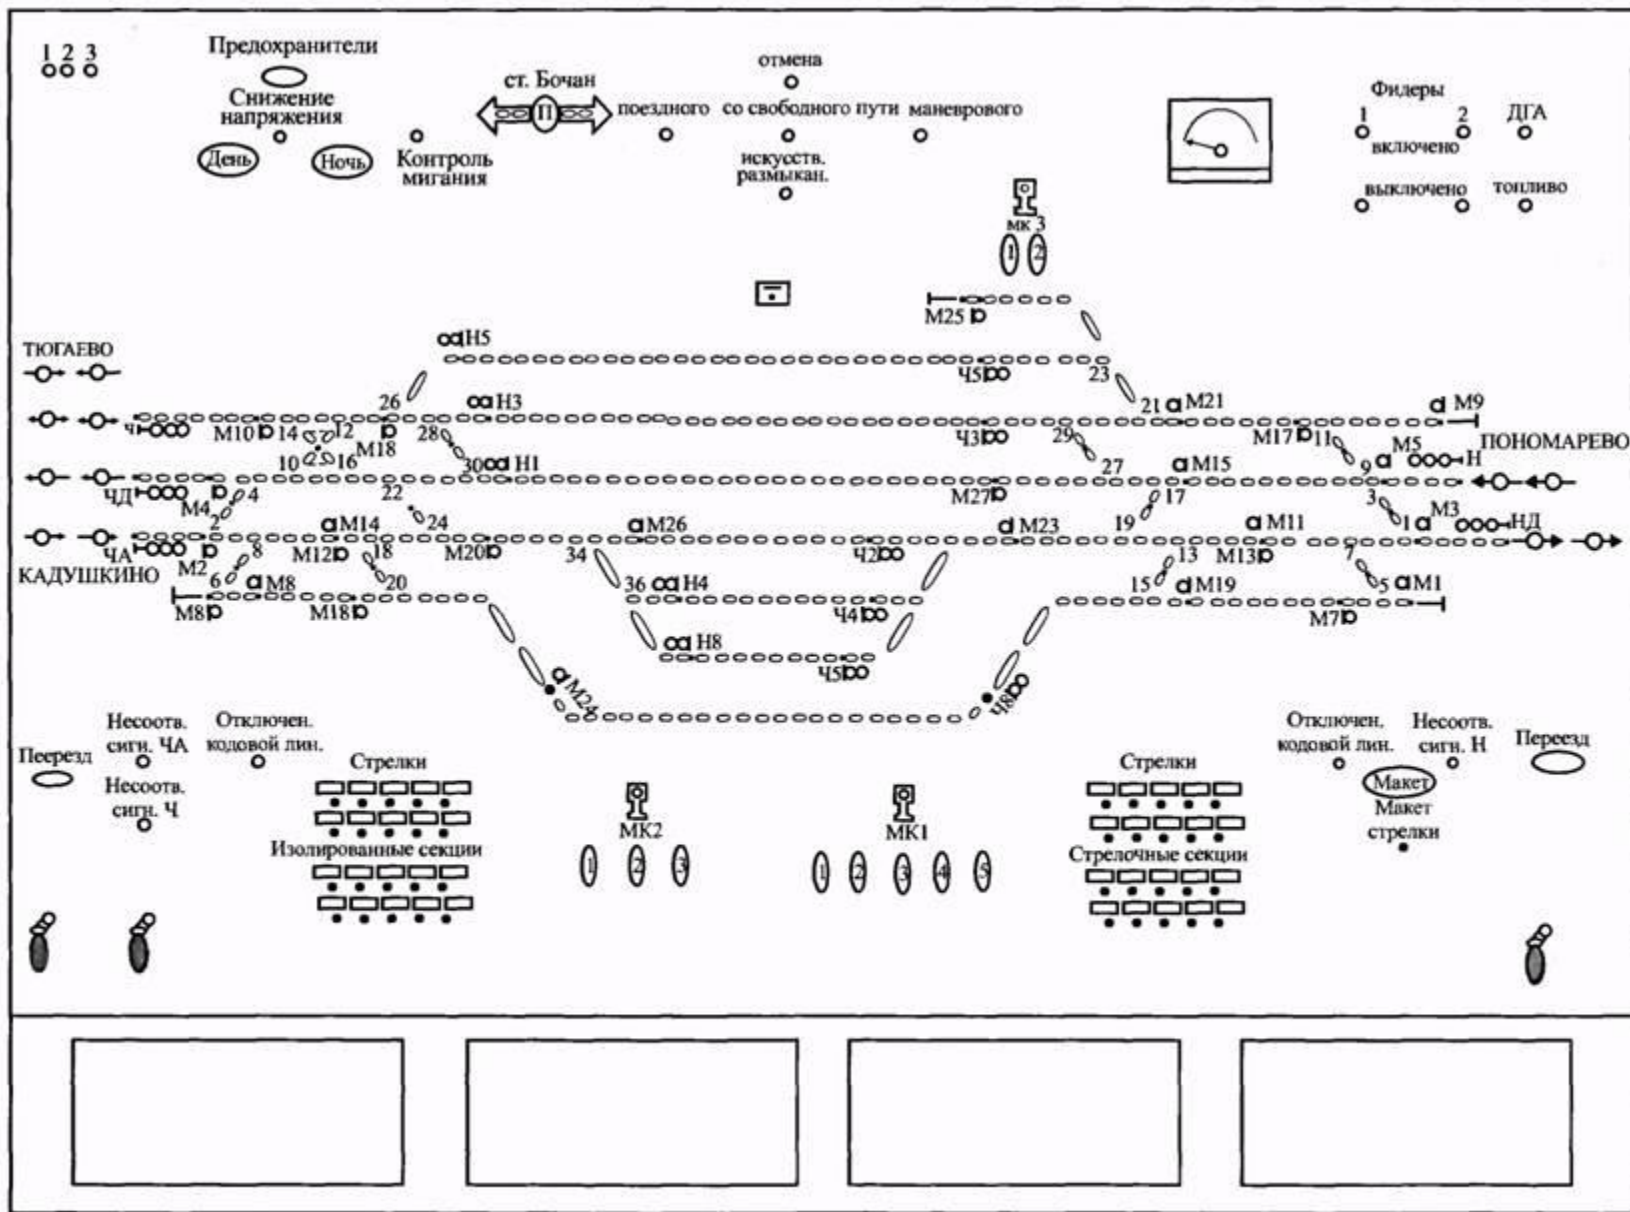 1 2 3
Предохранители
Снижение
напряжения
День
Ночь
Контроль
мигания
ст. Бочан
П
отмена
поездного со свободного пути маневрового
искусств.
размыкан.
Фидеры
1 2 ДГА
включено
выключено топливо
мк 3
1 2
М25
Н5
ТЮГАЕВО
Ч5
23
26
Н3
21 М21
М9
Ч
М10 14 12
М18
28
Ч3
29
М17 11
М5 Н
ПОНОМАРЕВО
10 16
30 Н1
27 М15
9
ЧД
М4 4
22
М27
17
3
2
М14
24
М26
М23
19
М11
1 М3 НД
ЧА
М2
8
М12
18
М20
34
Ч2
13
М13
7
КАДУШКИНО
6 М8
20
36 Н4
15 М19
5 М1
М8
М18
Ч4
М7
Н8
Ч5
М24
Ч8
Пеерезд
Несоотв.
сигн. ЧА
Отключен.
кодовой лин.
Несоотв.
сигн. Ч
Стрелки
Изолированные секции
МК2
1 2 3
МК1
1 2 3 4 5
Стрелки
Стрелочные секции
Отключен.
кодовой лин.
Несоотв.
сигн. Н
Переезд
Макет
Макет
стрелки